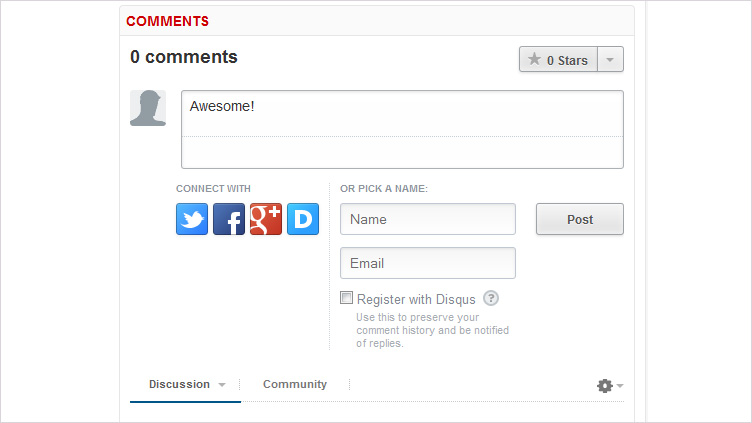 COMMENTS
0 comments
0 Stars
Awesome!
CONNECT WITH
OR PICK A NAME:
Name
Post
Email
Register with Disqus ?
Use this to preserve your
comment history and be notified
of replies.
Discussion
Community